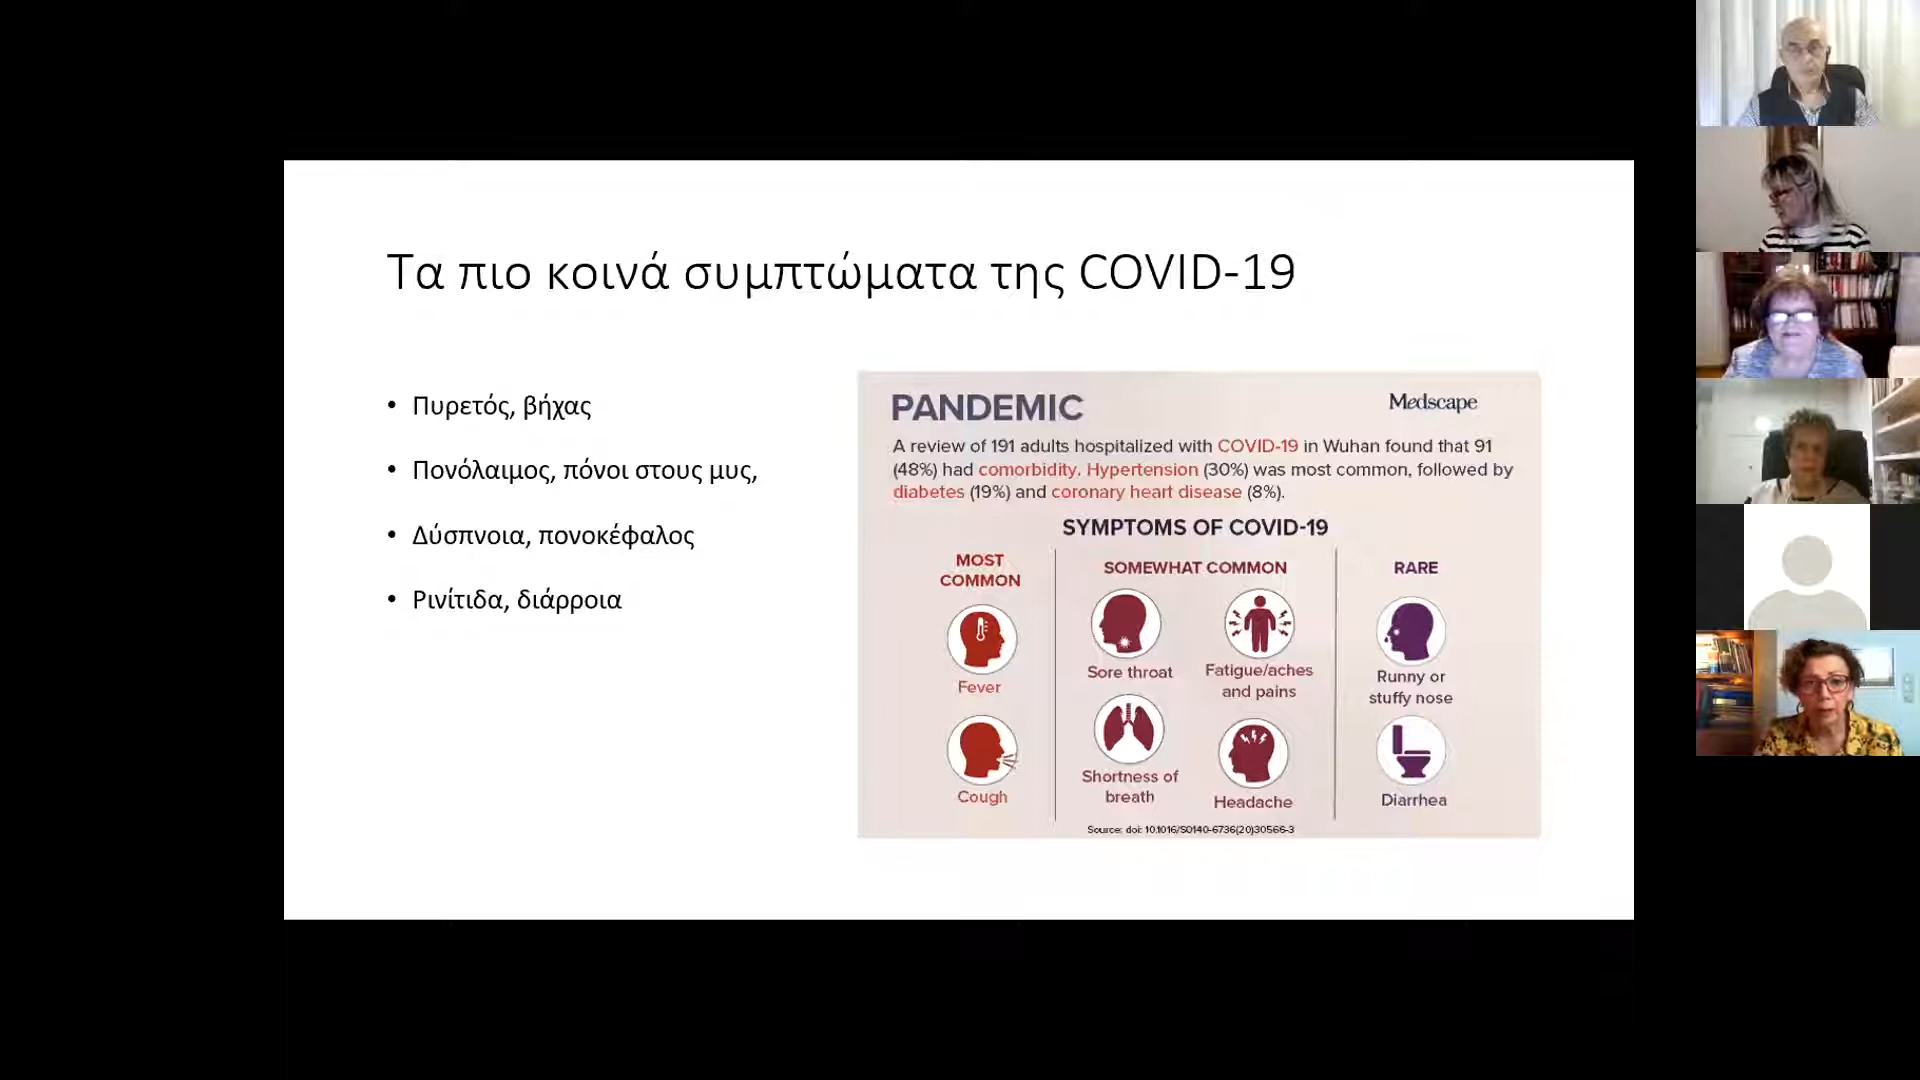 Τα πιο κοινά συμπτώματα της COVID-19
• Πυρετός, βήχας
• Πονόλαιμος, πόνοι στους μυς,
• Δύσπνοια, πονοκέφαλος
• Ρινίτιδα, διάρροια
PANDEMIC
Medscape
A review of 191 adults hospitalized with COVID-19 in Wuhan found that 91
(48%) had comorbidity. Hypertension (30%) was most common, followed by
diabetes (19%) and coronary heart disease (8%).
SYMPTOMS OF COVID-19
MOST
COMMON
Fever
Cough
SOMEWHAT COMMON
Sore throat
Fatigue/aches
and pains
Shortness of
breath
Headache
RARE
Runny or
stuffy nose
Diarrhea
Source: doi: 10.1016/S0140-6736(20)30566-3